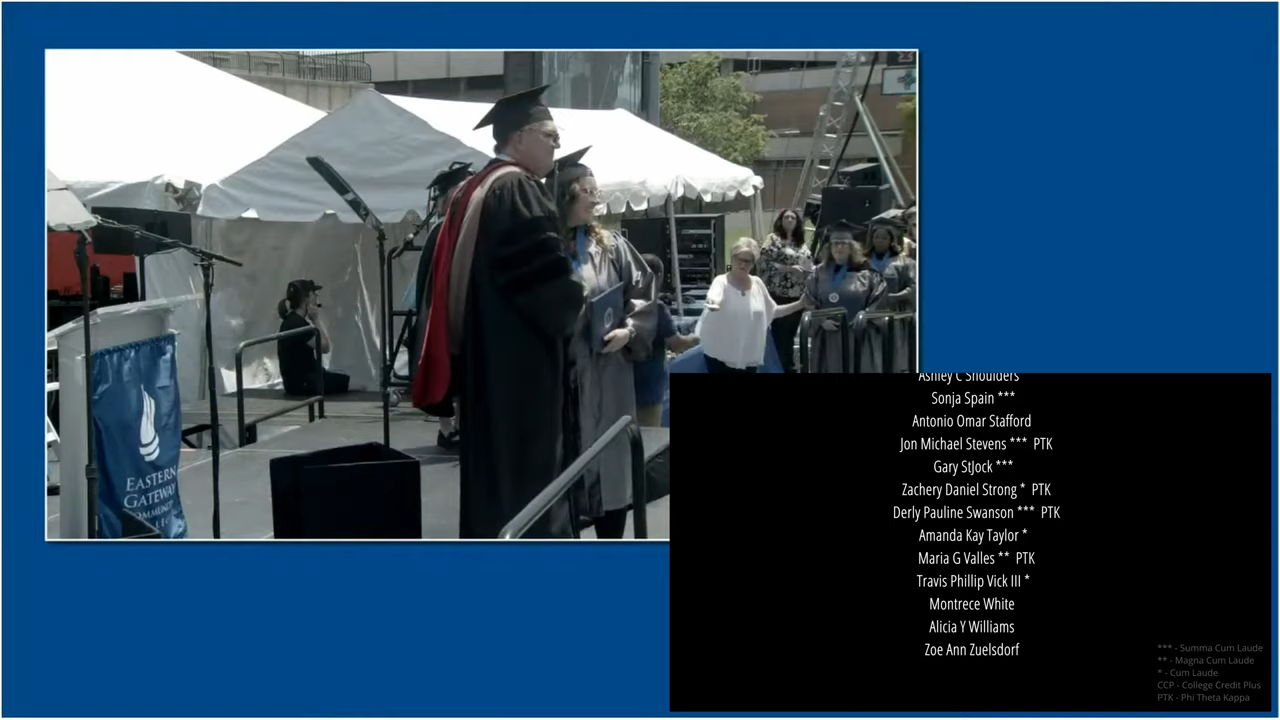 EASTERN
GATEWAY
COMMUNITY
Ashley C Shoulders
Sonja Spain ***
Antonio Omar Stafford
Jon Michael Stevens *** PTK
Gary StJock ***
Zachery Daniel Strong * PTK
Derly Pauline Swanson *** PTK
Amanda Kay Taylor *
Maria G Valles ** PTK
Travis Phillip Vick III *
Montrece White
Alicia Y Williams
Zoe Ann Zuelsdorf
*** - Summa Cum Laude
** - Magna Cum Laude
* - Cum Laude
CCP - College Credit Plus
PTK - Phi Theta Kappa